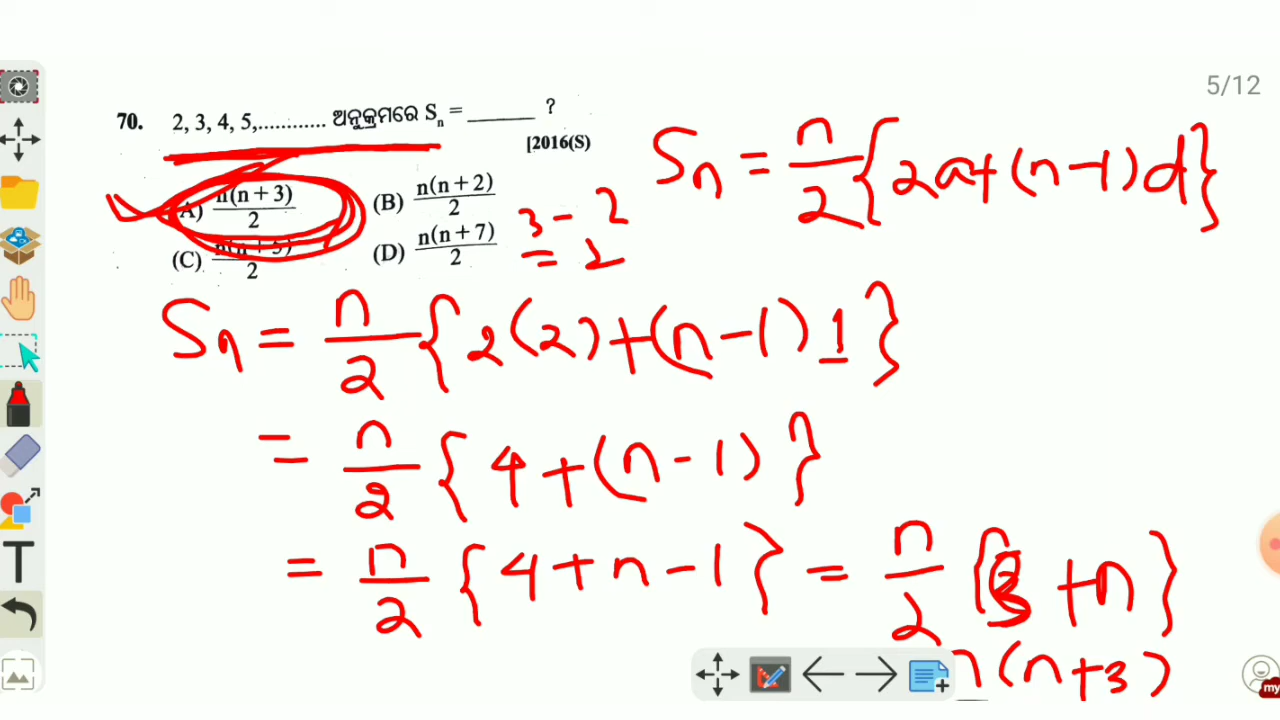 5/12
70. 2, 3, 4, 5,............ ଅନୁକ୍ରମରେ Sn = ______ ?
[2016(S)
A) n(n + 3)/2 (B) n(n + 2)/2
(C) n(n + 5)/2 (D) n(n + 7)/2
Sn = n/2 {2a+(n-1)d}
3 - 2
= 1
Sn = n/2 {2(2)+(n-1)1}
= n/2 {4+(n-1)}
= n/2 {4+n-1} = n/2 {3+n}
n(n+3)
T
my